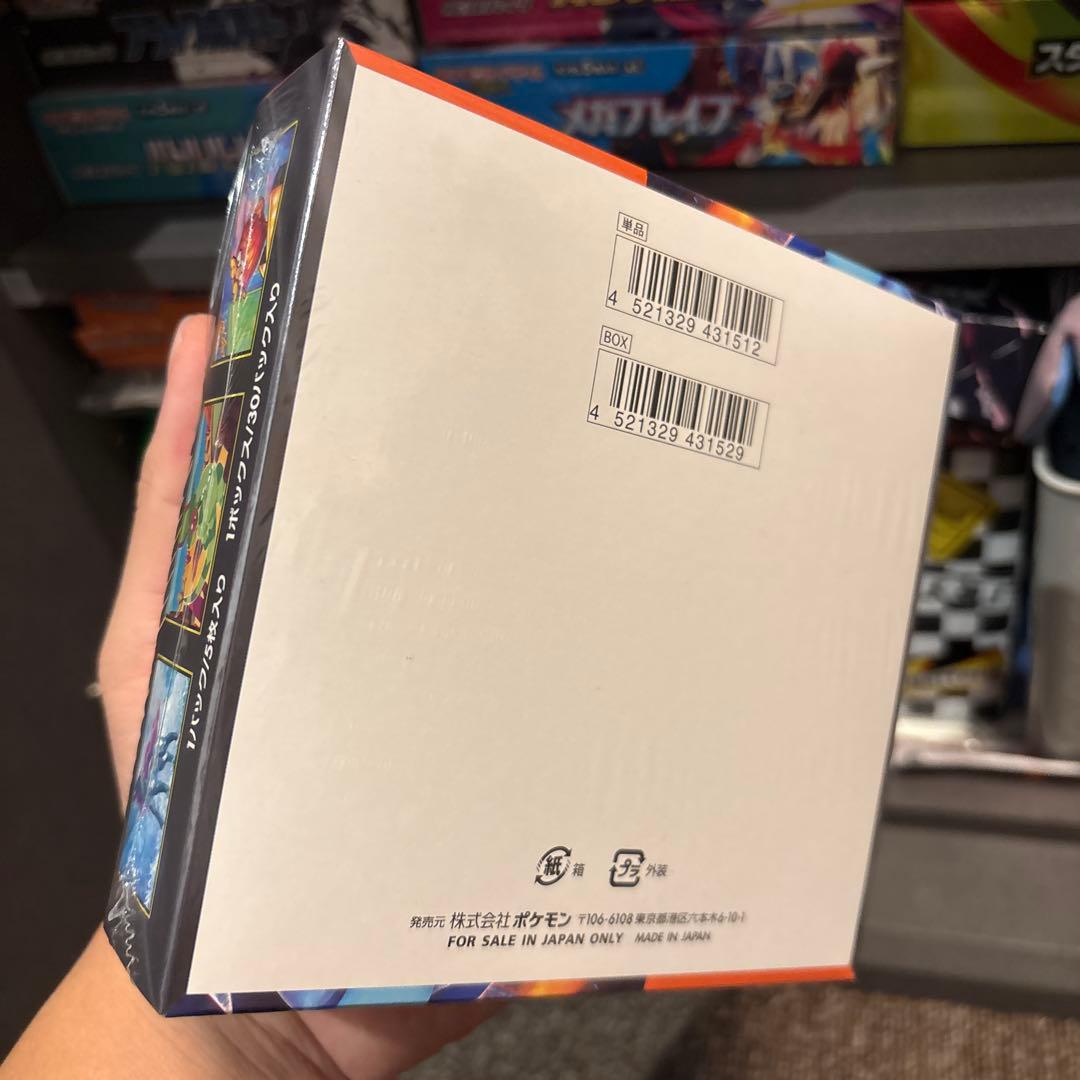 メガブレイブ
スタ
単品
4 521329 431512
BOX
4 521329 431529
1パック/5枚入り 1ボックス/30パック入り
紙 箱 プラ 外装
発売元 株式会社ポケモン 〒106-6108 東京都港区六本木6-10-1
FOR SALE IN JAPAN ONLY MADE IN JAPAN